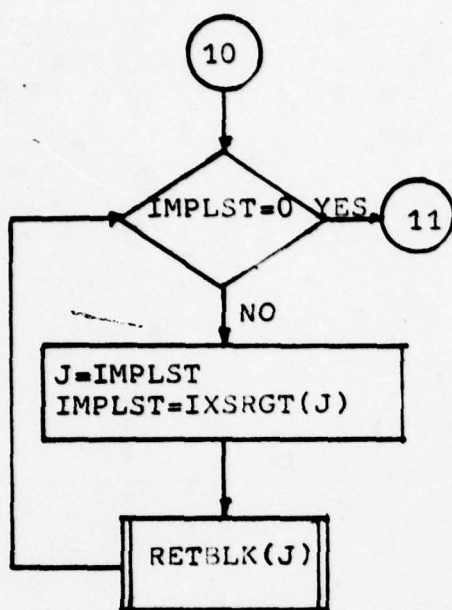 10
IMPLST=0 YES
11
NO
J=IMPLST
IMPLST=IXSRGT(J)
RETBLK(J)